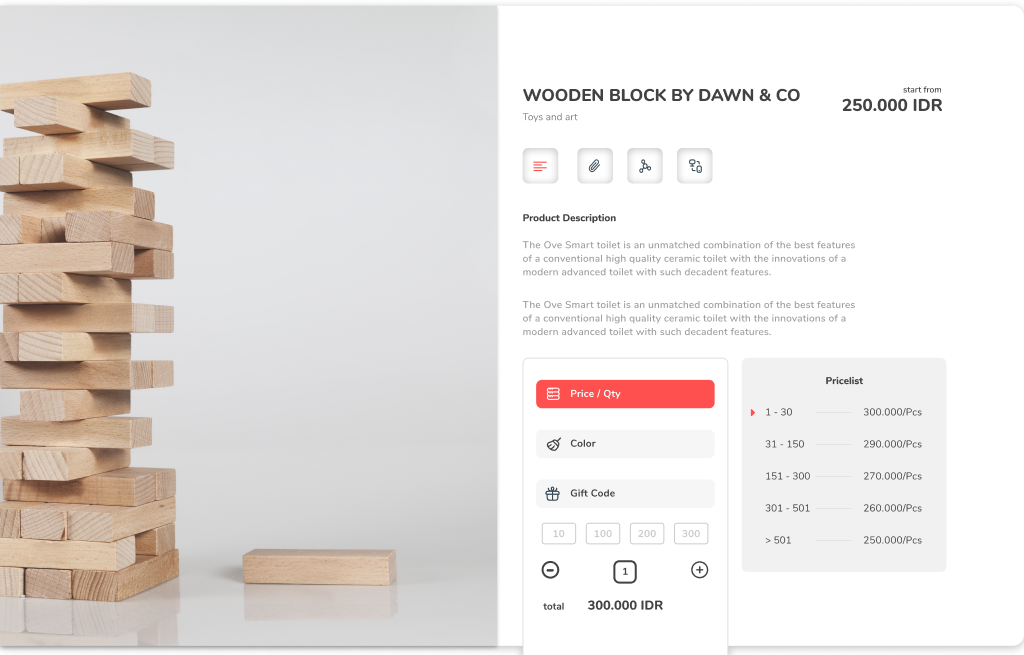 WOODEN BLOCK BY DAWN & CO
Toys and art
start from
250.000 IDR
Product Description
The Ove Smart toilet is an unmatched combination of the best features
of a conventional high quality ceramic toilet with the innovations of a
modern advanced toilet with such decadent features.
The Ove Smart toilet is an unmatched combination of the best features
of a conventional high quality ceramic toilet with the innovations of a
modern advanced toilet with such decadent features.
Price / Qty
Color
Gift Code
10 100 200 300
1
total 300.000 IDR
Pricelist
1 - 30 300.000/Pcs
31 - 150 290.000/Pcs
151 - 300 270.000/Pcs
301 - 501 260.000/Pcs
> 501 250.000/Pcs